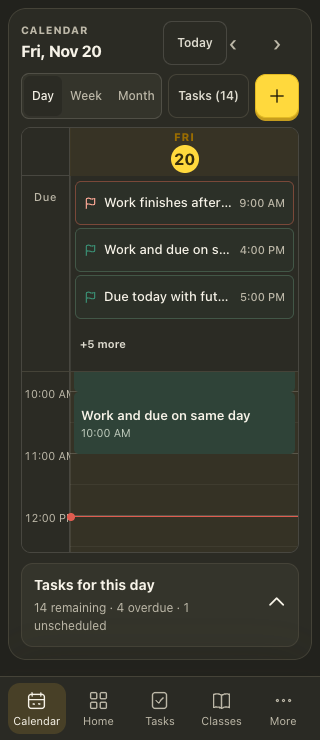 CALENDAR
Fri, Nov 20
Today
Day Week Month Tasks (14)
FRI
20
Due
Work finishes after... 9:00 AM
Work and due on s... 4:00 PM
Due today with fut... 5:00 PM
+5 more
10:00 AM
Work and due on same day
10:00 AM
11:00 AM
12:00 P
Tasks for this day
14 remaining · 4 overdue · 1
unscheduled
Calendar Home Tasks Classes More